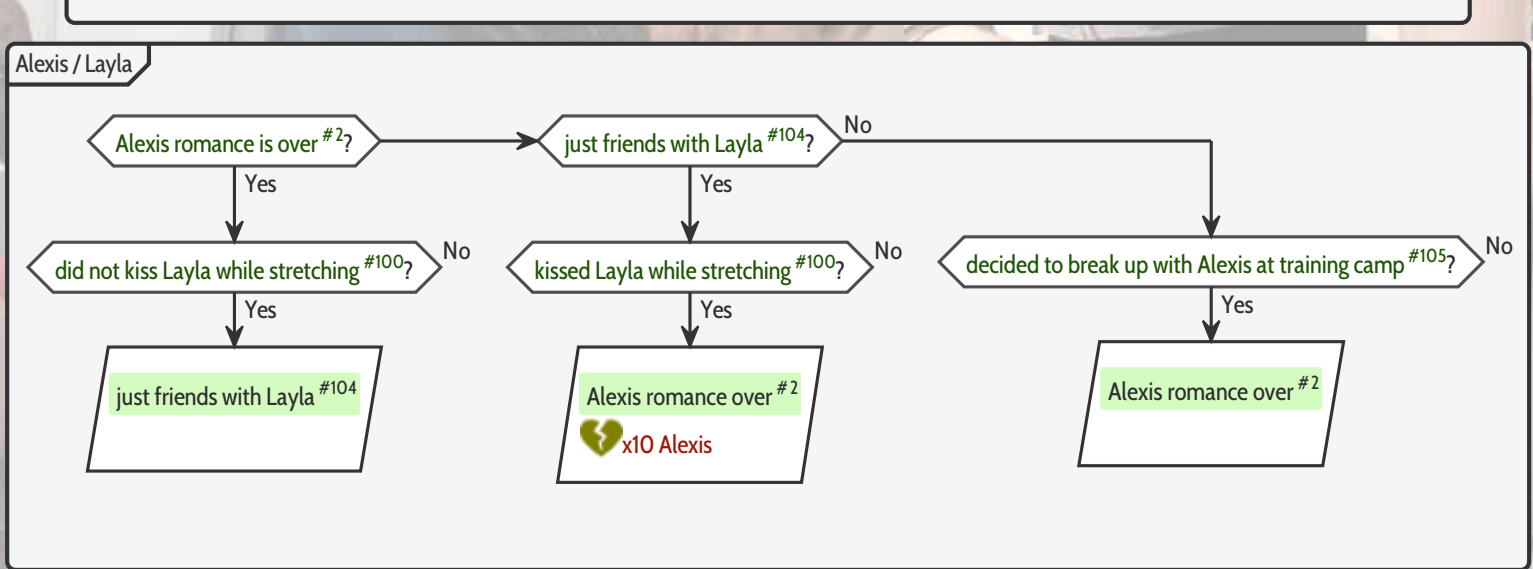 Alexis / Layla
Alexis romance is over #2?
just friends with Layla #104?
No
Yes
Yes
did not kiss Layla while stretching #100?
No
kissed Layla while stretching #100?
No
decided to break up with Alexis at training camp #105?
No
Yes
Yes
Yes
just friends with Layla #104
Alexis romance over #2
x10 Alexis
Alexis romance over #2